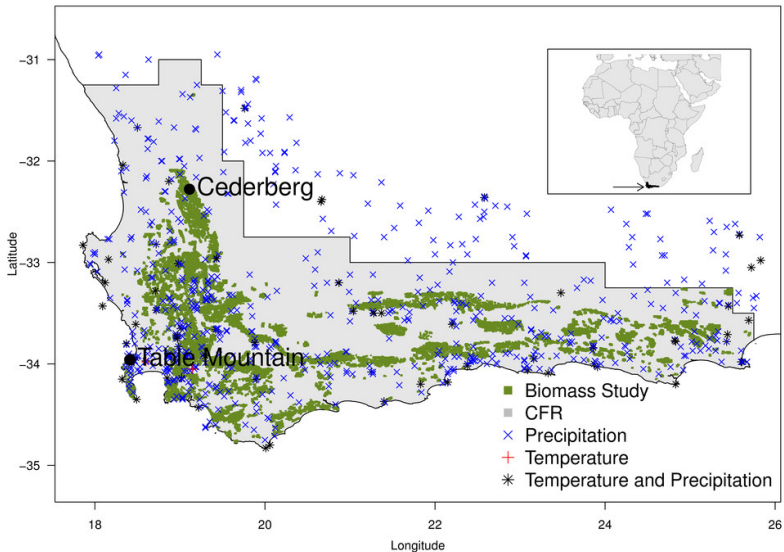 −31
−32
−33
−34
−35
Latitude
Cederberg
Table Mountain
Biomass Study
CFR
Precipitation
Temperature
Temperature and Precipitation
18
20
22
24
26
Longitude